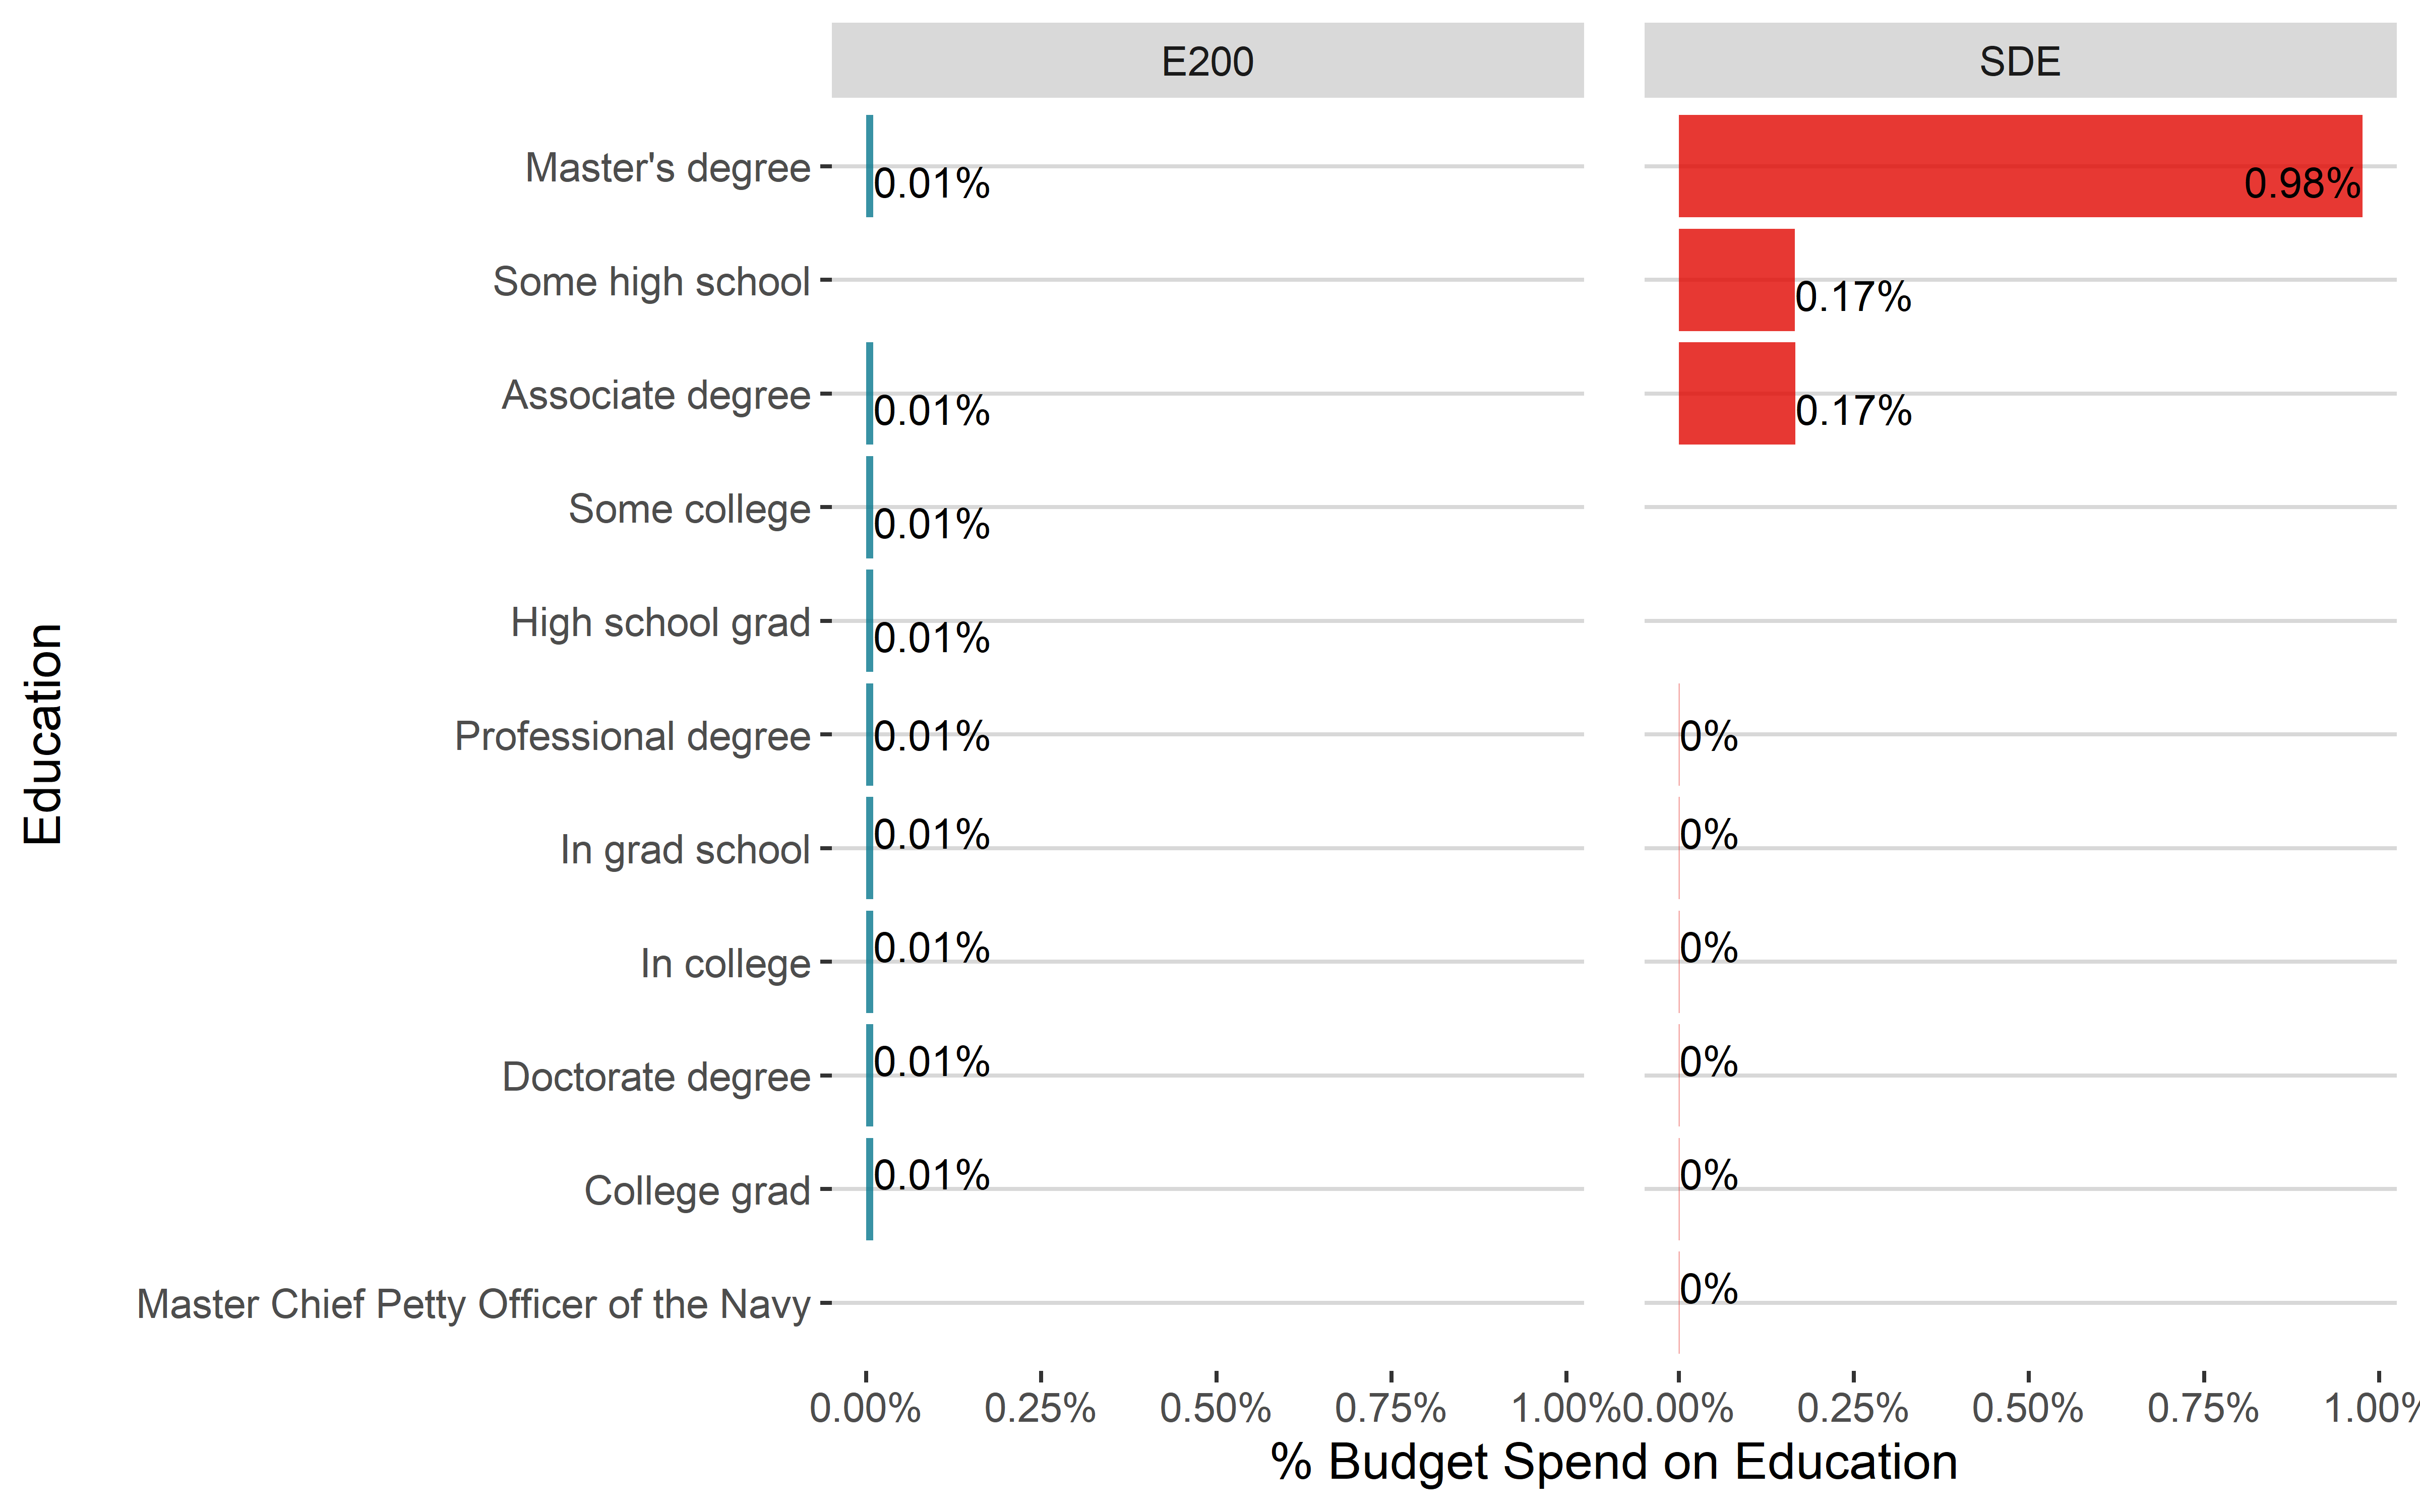 E200 SDE
Master's degree 0.01% 0.98%
Some high school 0.17%
Associate degree 0.01% 0.17%
Some college 0.01%
High school grad 0.01%
Professional degree 0.01% 0%
In grad school 0.01% 0%
In college 0.01% 0%
Doctorate degree 0.01% 0%
College grad 0.01% 0%
Master Chief Petty Officer of the Navy 0%
0.00% 0.25% 0.50% 0.75% 1.00% 0.00% 0.25% 0.50% 0.75% 1.00%
% Budget Spend on Education
Education